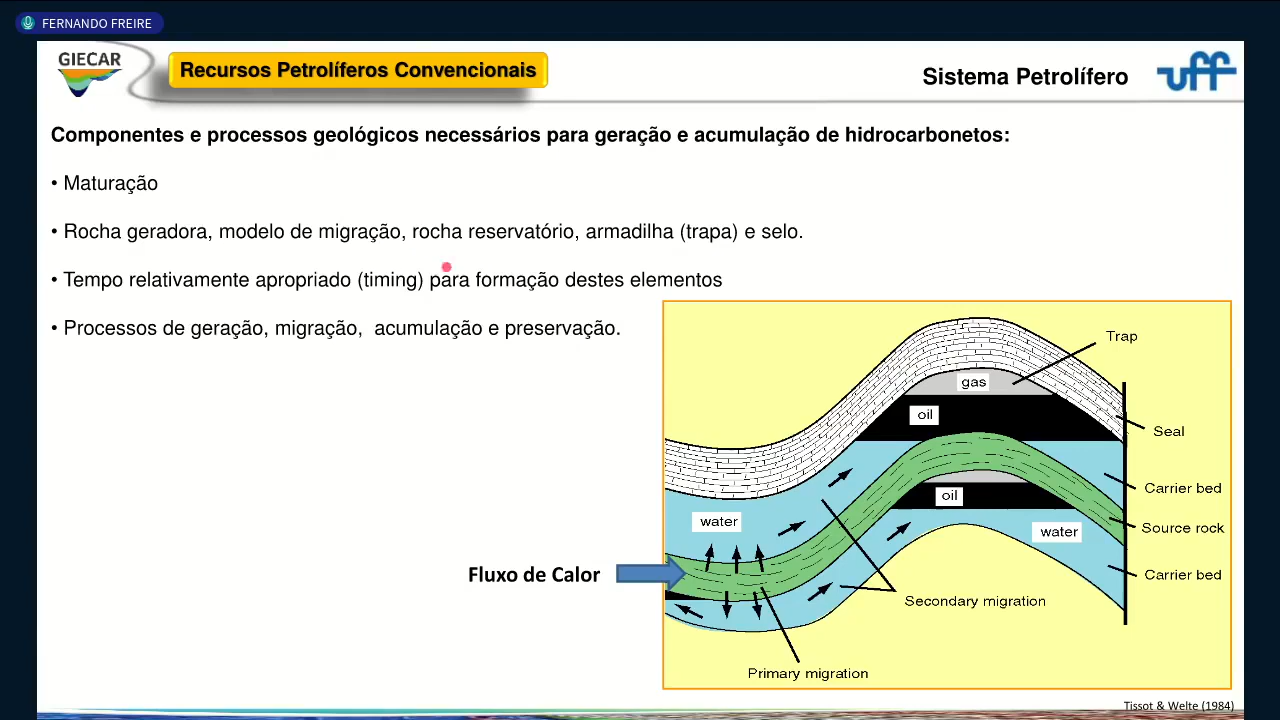 FERNANDO FREIRE
GIECAR
Recursos Petrolíferos Convencionais
Sistema Petrolífero
uff
Componentes e processos geológicos necessários para geração e acumulação de hidrocarbonetos:
• Maturação
• Rocha geradora, modelo de migração, rocha reservatório, armadilha (trapa) e selo.
• Tempo relativamente apropriado (timing) para formação destes elementos
• Processos de geração, migração, acumulação e preservação.
Trap
gas
oil
Seal
Carrier bed
oil
water
Source rock
water
Fluxo de Calor
Carrier bed
Secondary migration
Primary migration
Tissot & Welte (1984)